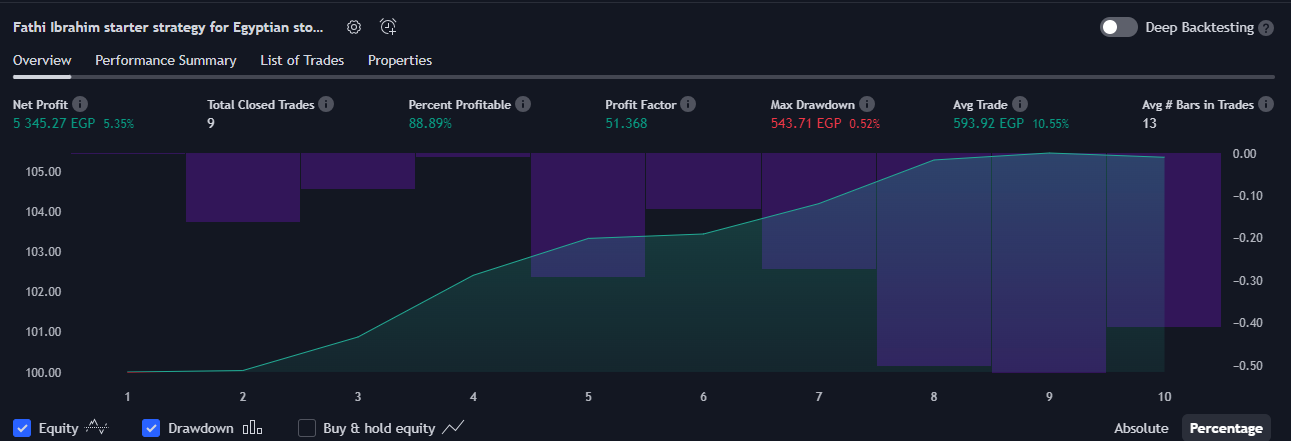 Fathi Ibrahim starter strategy for Egyptian sto... Deep Backtesting ?
Overview Performance Summary List of Trades Properties
Net Profit i Total Closed Trades i Percent Profitable i Profit Factor i Max Drawdown i Avg Trade i Avg # Bars in Trades i
5 345.27 EGP 5.35% 9 88.89% 51.368 543.71 EGP 0.52% 593.92 EGP 10.55% 13
105.00 0.00
104.00 −0.10
103.00 −0.20
102.00 −0.30
101.00 −0.40
100.00 −0.50
1 2 3 4 5 6 7 8 9 10
Equity Drawdown Buy & hold equity Absolute Percentage